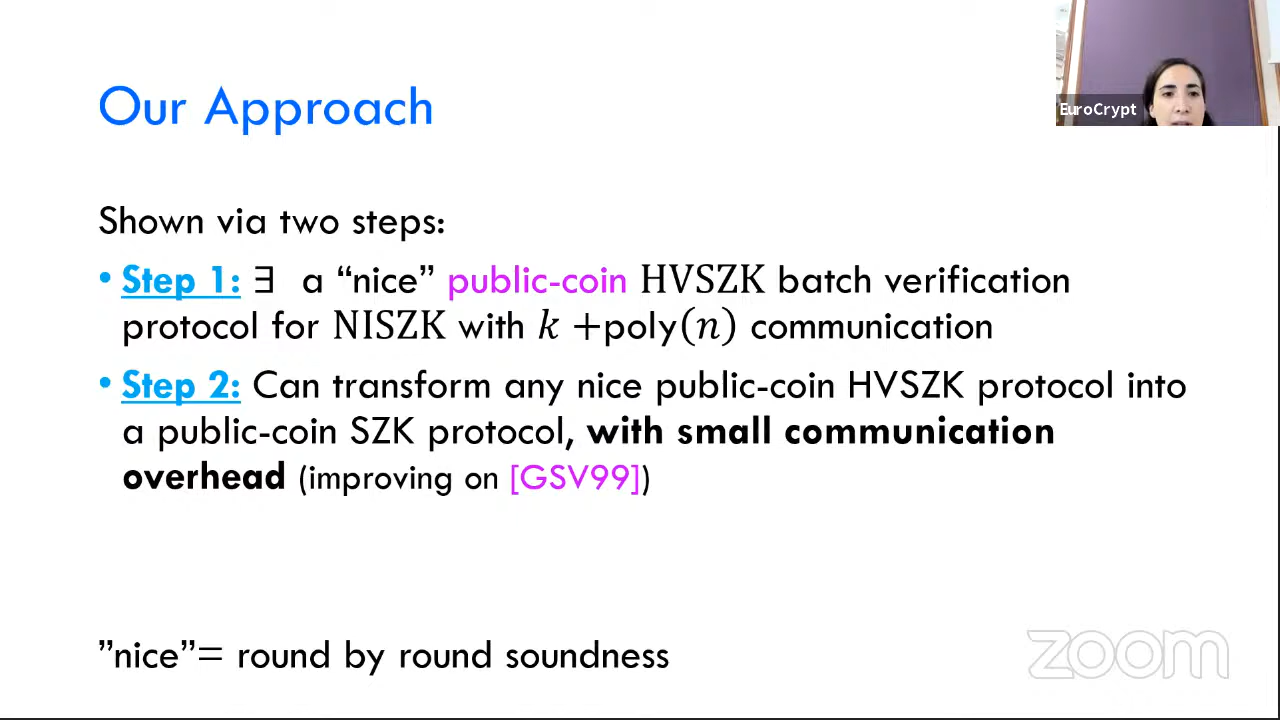 EuroCrypt
Our Approach
Shown via two steps:
• Step 1: ∃ a “nice” public-coin HVSZK batch verification
protocol for NISZK with k +poly(n) communication
• Step 2: Can transform any nice public-coin HVSZK protocol into
a public-coin SZK protocol, with small communication
overhead (improving on [GSV99])
”nice”= round by round soundness
zoom